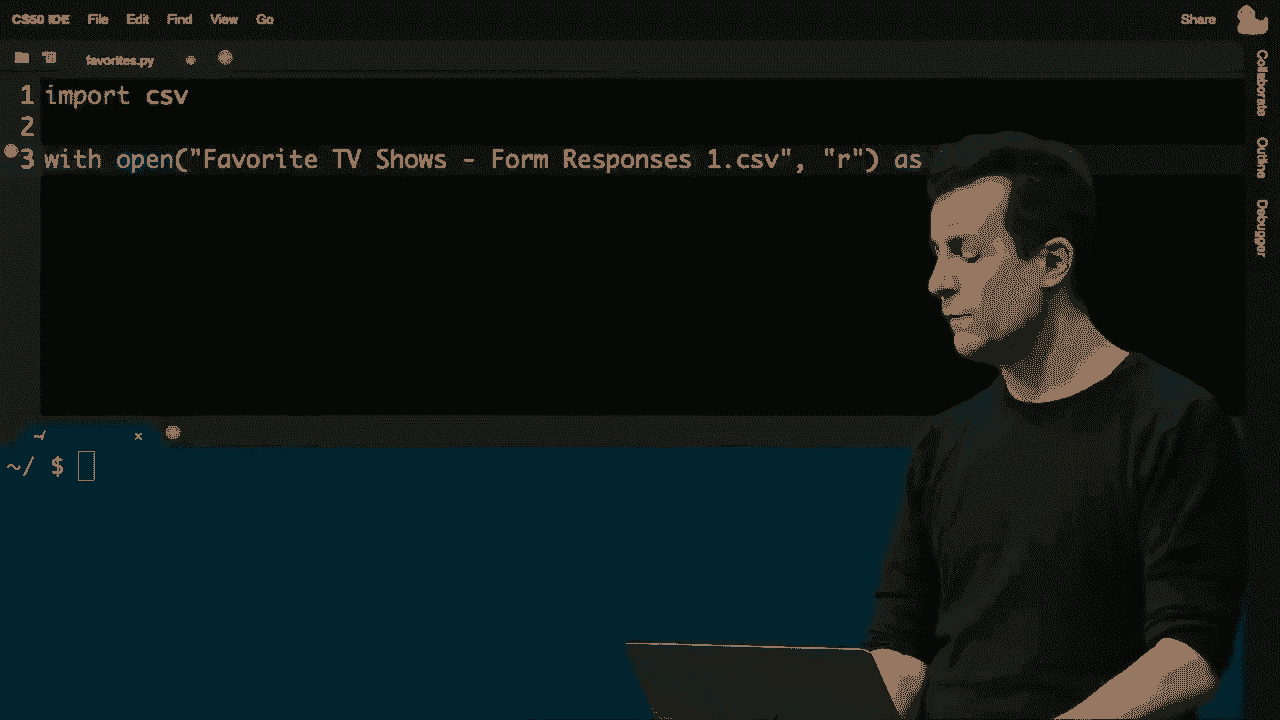 CS50 IDE File Edit Find View Go Share
favorites.py
1 import csv
2
3 with open("Favorite TV Shows - Form Responses 1.csv", "r") as
~/ ×
~/ $
Collaborate
Outline
Debugger